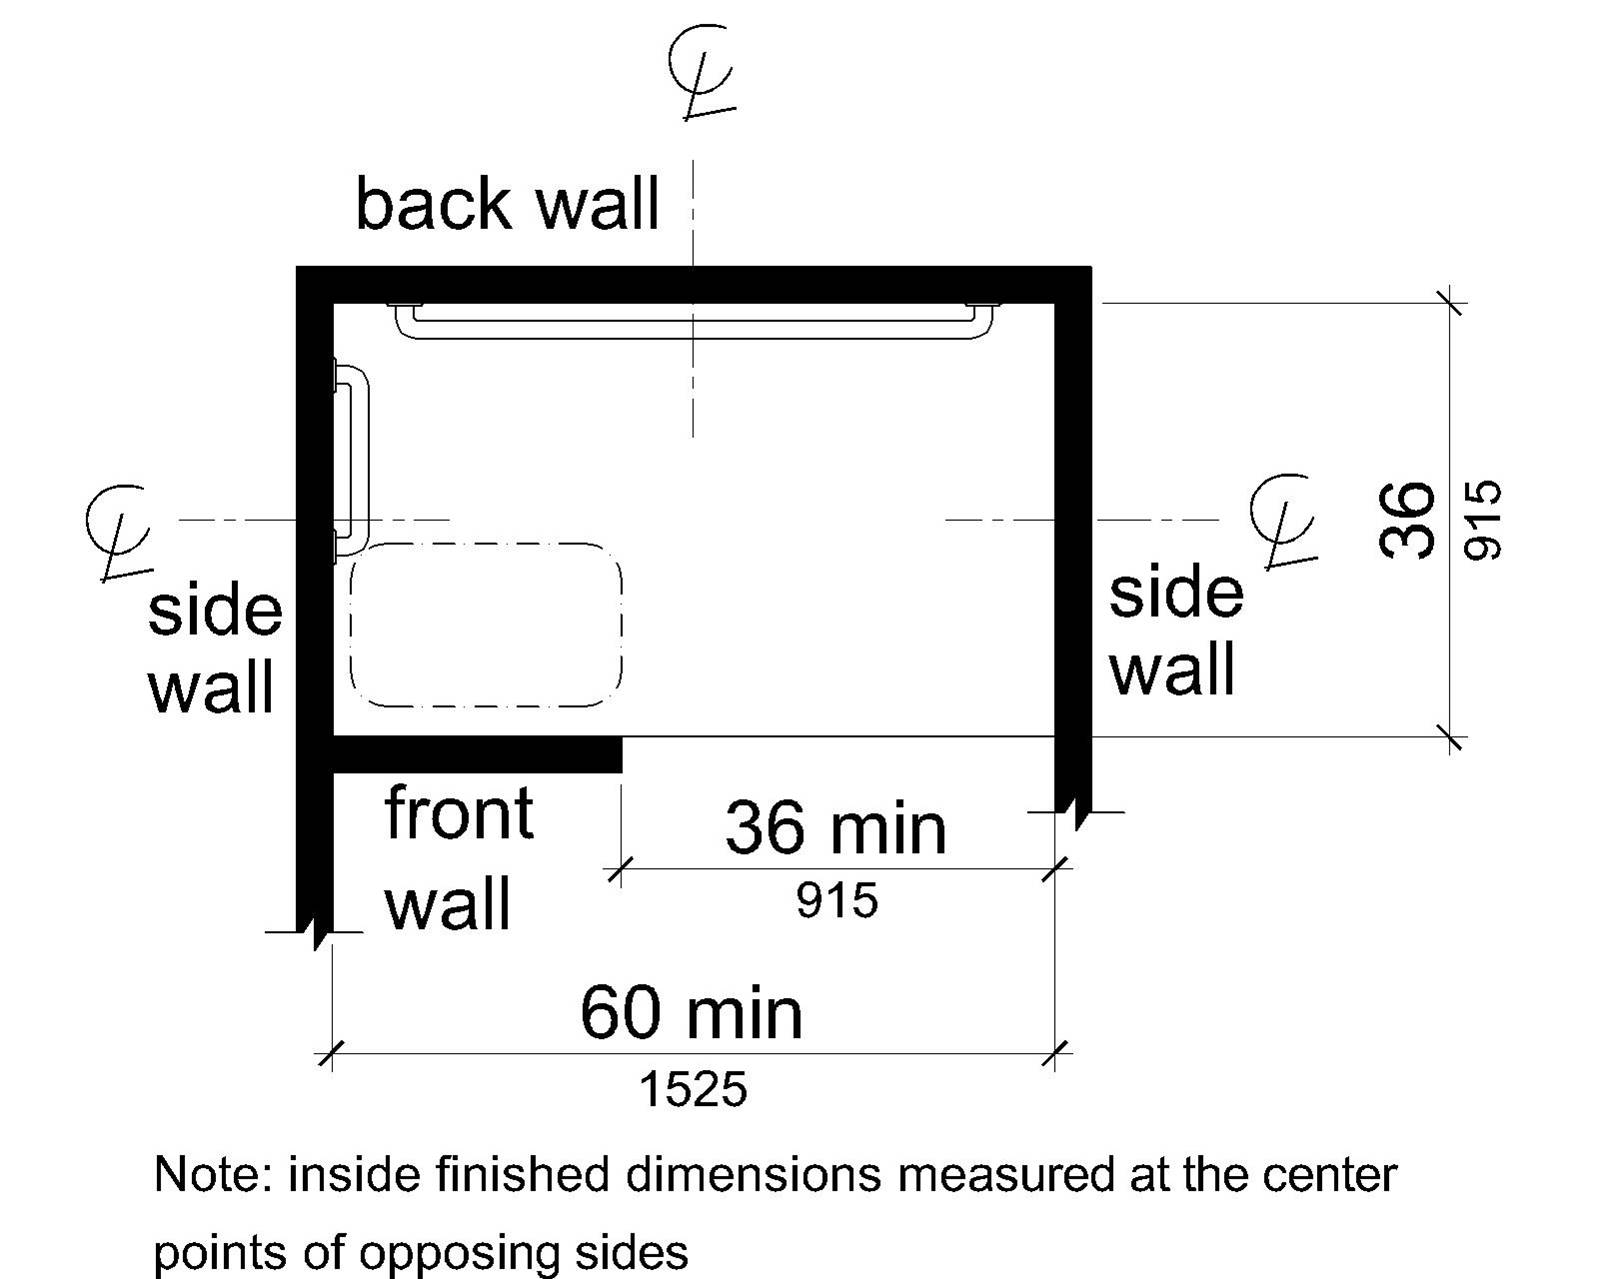 ℄
back wall
℄
℄
side
wall
side
wall
36
915
front
wall
36 min
915
60 min
1525
Note: inside finished dimensions measured at the center
points of opposing sides